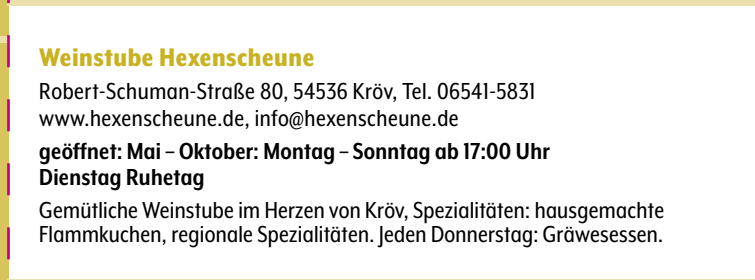 Weinstube Hexenscheune
Robert-Schuman-Straße 80, 54536 Kröv, Tel. 06541-5831
www.hexenscheune.de, info@hexenscheune.de
geöffnet: Mai – Oktober: Montag – Sonntag ab 17:00 Uhr
Dienstag Ruhetag
Gemütliche Weinstube im Herzen von Kröv, Spezialitäten: hausgemachte
Flammkuchen, regionale Spezialitäten. Jeden Donnerstag: Gräwesessen.